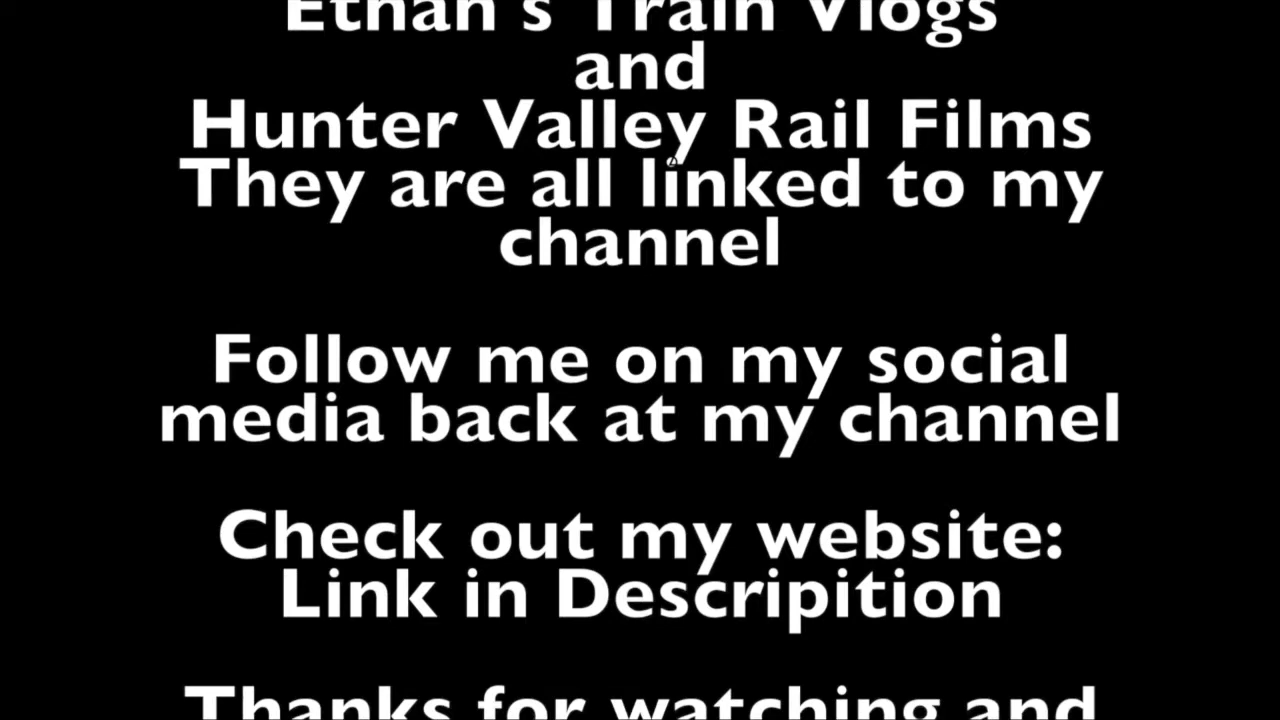 Ethan's Train Vlogs
and
Hunter Valley Rail Films
They are all linked to my
channel
Follow me on my social
media back at my channel
Check out my website:
Link in Descripition
Thanks for watching and